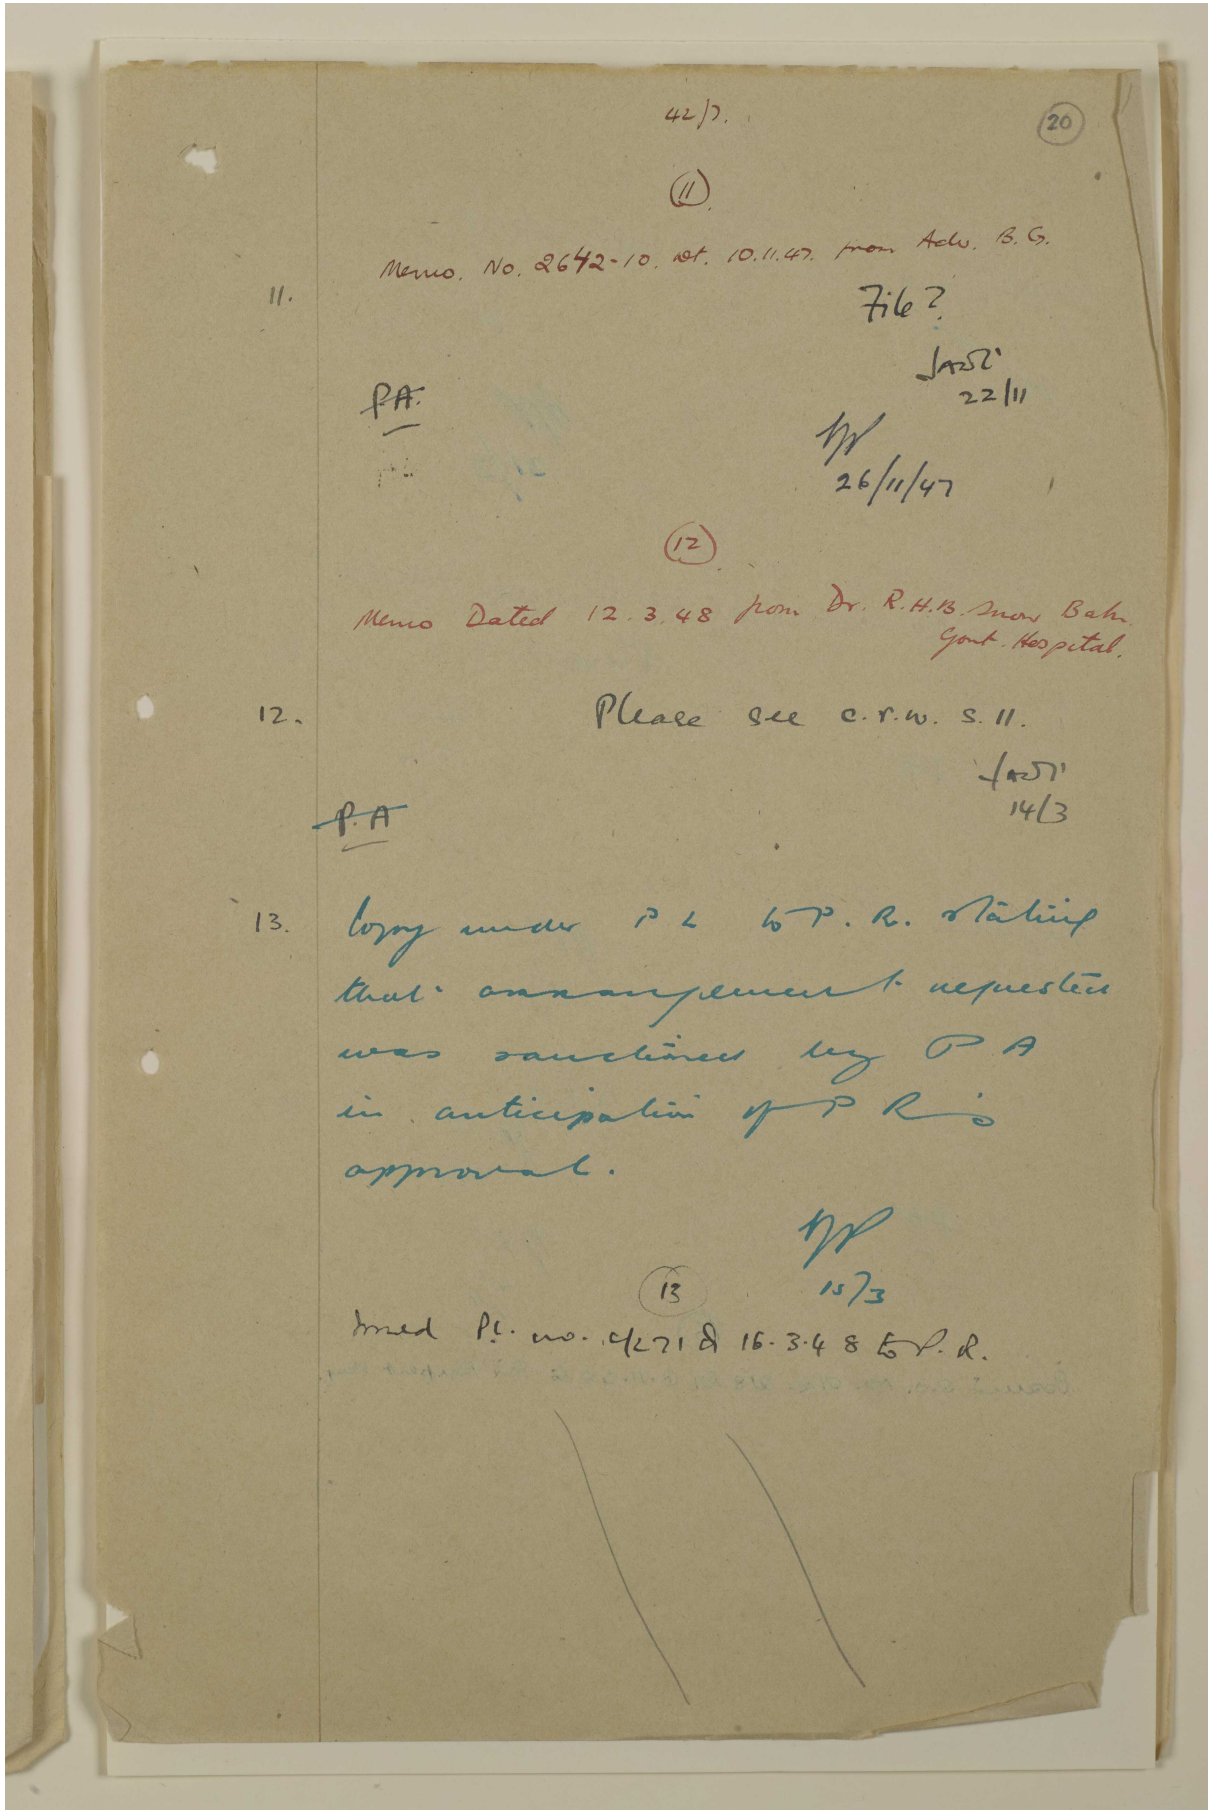 42/7.
20
11
Memo. No. 2642-10. dt. 10.11.47. from Adv. B.G.
11.
File?
22/11
P.A.
26/11/47
12
Memo Dated 12.3.48 from Dr. R.H.B. Snow Bah.
Govt. Hospital.
12.
Please see c.r.w. S. 11.
14/3
P.A
13.
Copy under P L to P. R. stating
that arrangement requested
was sanctioned by P A
in anticipation of P R's
approval.
15/3
13
Issued PL. no. c/L71 d 16.3.48 to P.R.